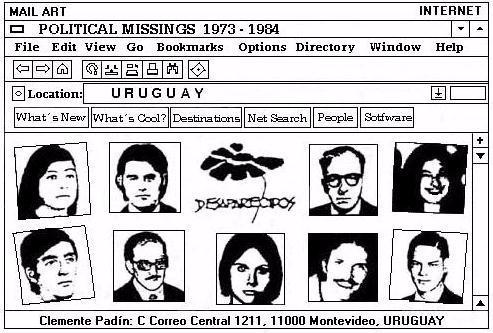 MAIL ART INTERNET
POLITICAL MISSINGS 1973 - 1984
File Edit View Go Bookmarks Options Directory Window Help
Location: URUGUAY
What´s New What´s Cool? Destinations Net Search People Sotfware
DESAPARECIDOS
Clemente Padín: C Correo Central 1211, 11000 Montevideo, URUGUAY